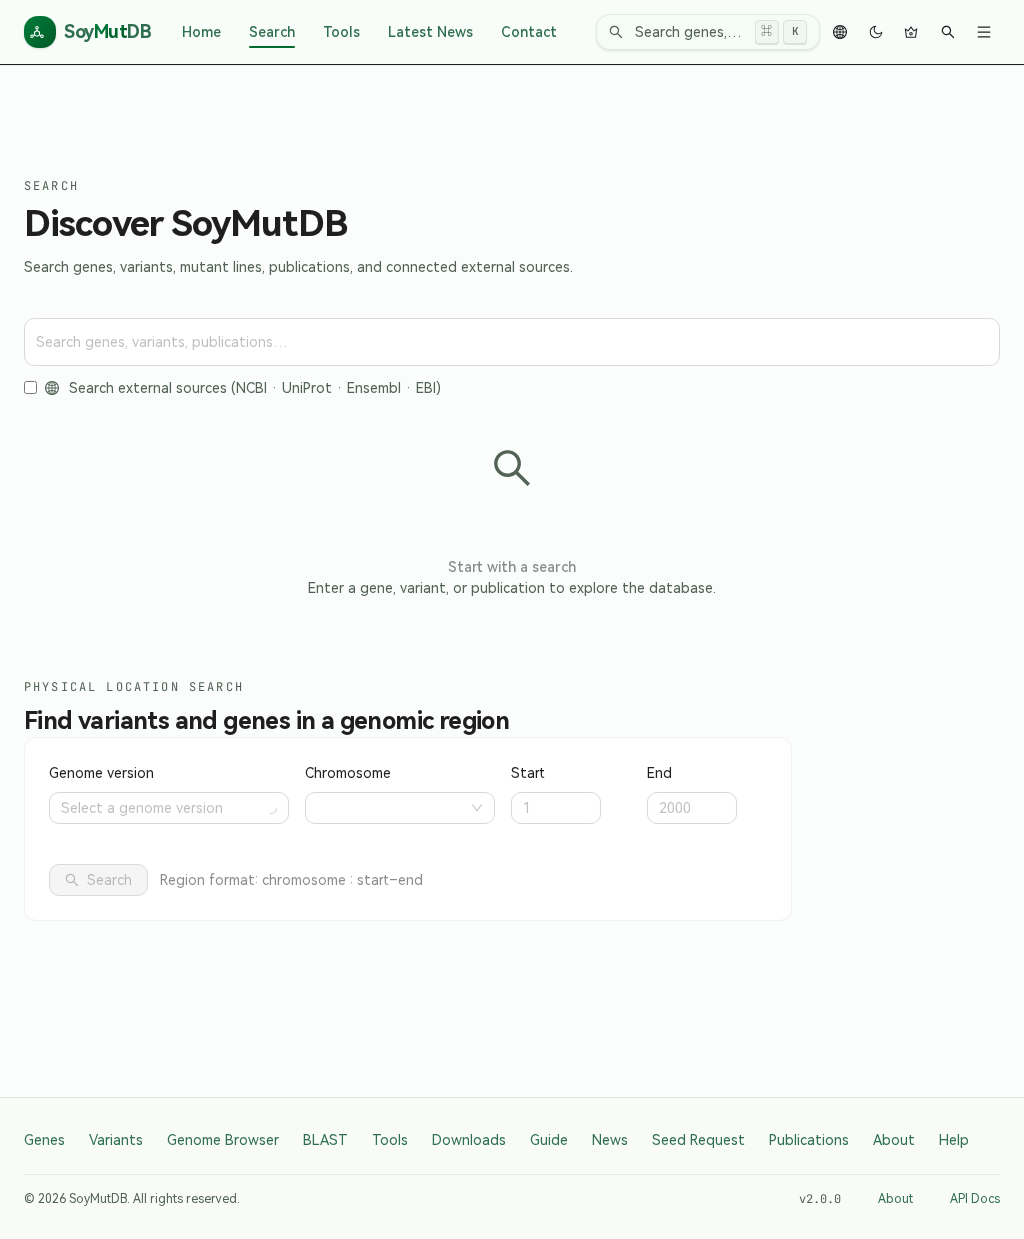 SoyMutDB
Home
Search
Tools
Latest News
Contact
Search genes,…
⌘
K
SEARCH
Discover SoyMutDB
Search genes, variants, mutant lines, publications, and connected external sources.
Search genes, variants, publications…
Search external sources (NCBI · UniProt · Ensembl · EBI)
Start with a search
Enter a gene, variant, or publication to explore the database.
PHYSICAL LOCATION SEARCH
Find variants and genes in a genomic region
Genome version
Chromosome
Start
End
Select a genome version
1
2000
Search
Region format: chromosome : start–end
Genes
Variants
Genome Browser
BLAST
Tools
Downloads
Guide
News
Seed Request
Publications
About
Help
© 2026 SoyMutDB. All rights reserved.
v2.0.0 · About · API Docs